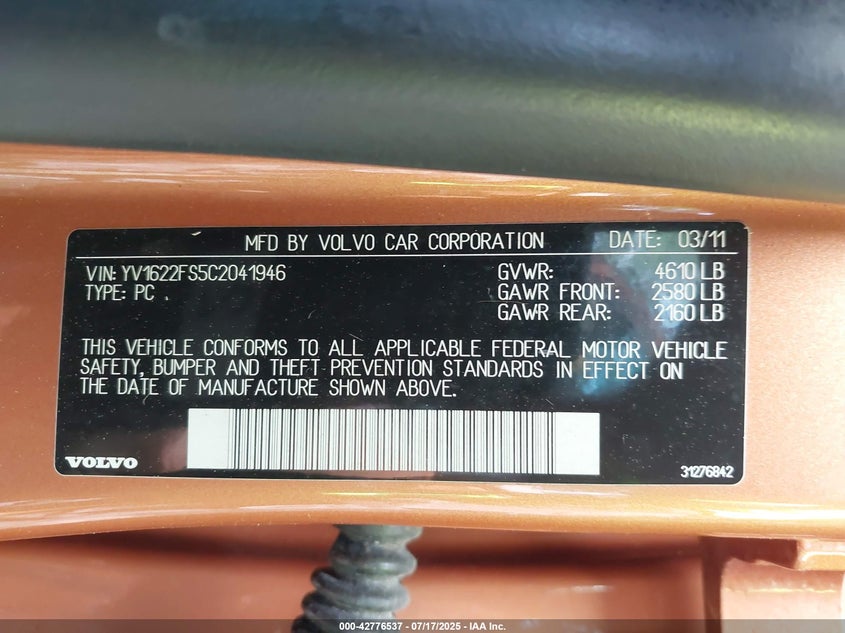 MFD BY VOLVO CAR CORPORATION DATE: 03/11
VIN: YV1622FS5C2041946 GVWR: 4610 LB
TYPE: PC GAWR FRONT: 2580 LB
GAWR REAR: 2160 LB
THIS VEHICLE CONFORMS TO ALL APPLICABLE FEDERAL MOTOR VEHICLE
SAFETY, BUMPER AND THEFT PREVENTION STANDARDS IN EFFECT ON
THE DATE OF MANUFACTURE SHOWN ABOVE.
VOLVO 31276842
000-42776537 - 07/17/2025 - IAA Inc.